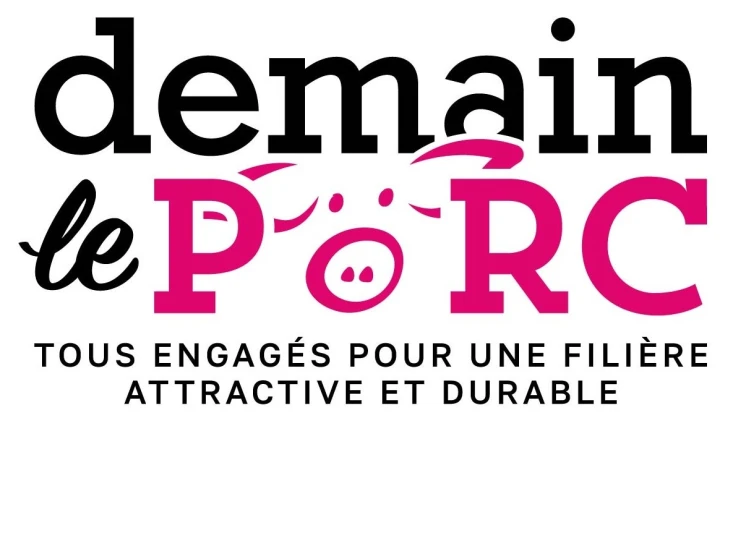 demain
le PORC
TOUS ENGAGÉS POUR UNE FILIÈRE
ATTRACTIVE ET DURABLE